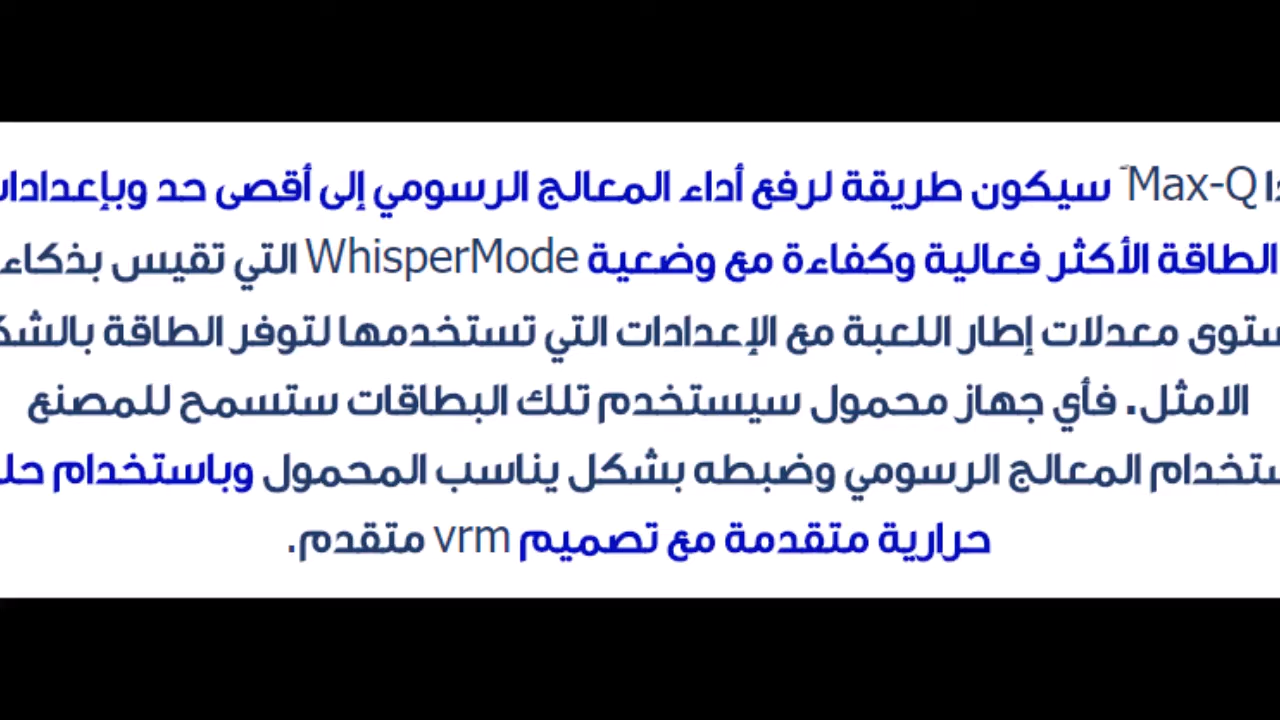 Max-Q سيكون طريقة لرفع أداء المعالج الرسومي إلى أقصى حد
الطاقة الأكثر فعالية وكفاءة مع وضعية WhisperMode التي تقيس بذكاء
معدلات إطار اللعبة مع الإعدادات التي تستخدمها لتوفر الطاقة
الامثل. فأي جهاز محمول سيستخدم تلك البطاقات ستسمح للمصنع
المعالج الرسومي وضبطه بشكل يناسب المحمول وباستخدام
حرارية متقدمة مع تصميم vrm متقدم.